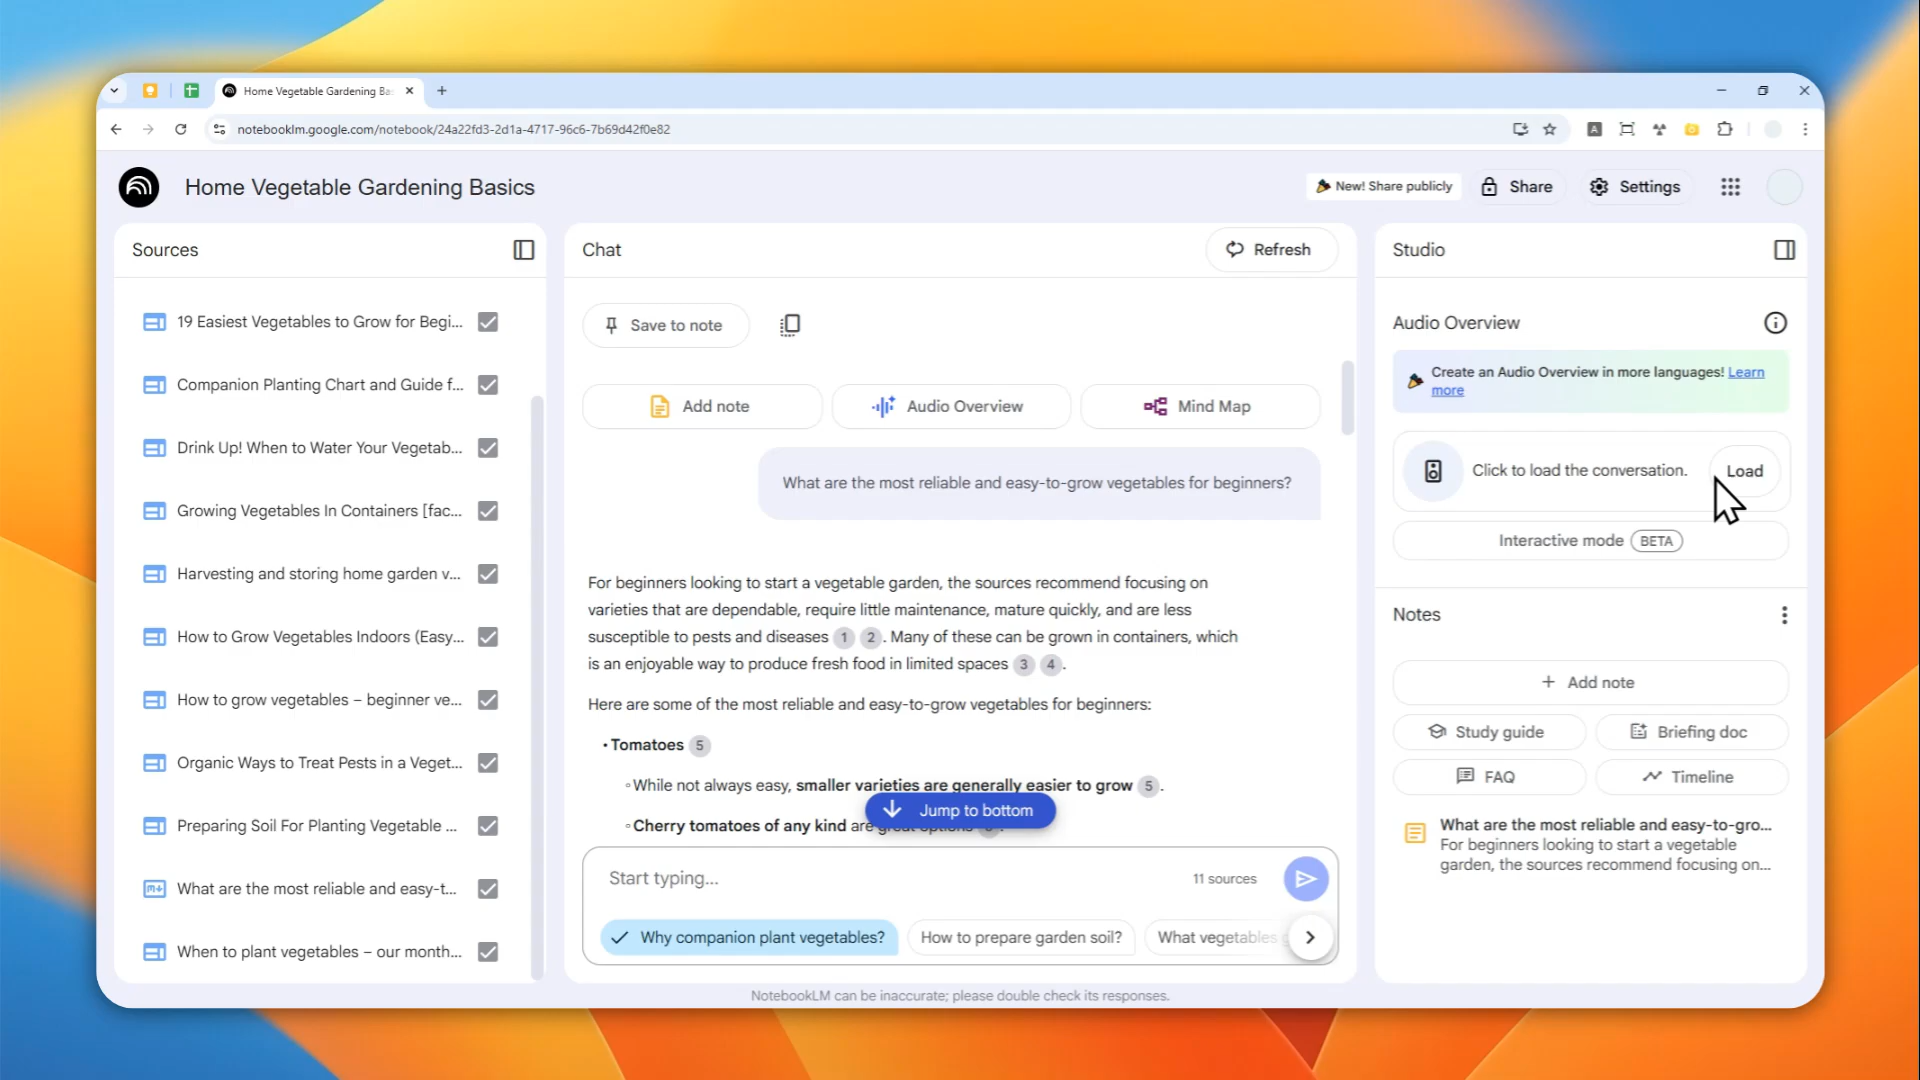 Home Vegetable Gardening Ba
notebooklm.google.com/notebook/24a22fd3-2d1a-4717-96c6-7b69d42f0e82
A
Home Vegetable Gardening Basics
New! Share publicly
Share
Settings
Sources
19 Easiest Vegetables to Grow for Begi...
Companion Planting Chart and Guide f...
Drink Up! When to Water Your Vegetab...
Growing Vegetables In Containers [fac...
Harvesting and storing home garden v...
How to Grow Vegetables Indoors (Easy...
How to grow vegetables – beginner ve...
Organic Ways to Treat Pests in a Veget...
Preparing Soil For Planting Vegetable ...
What are the most reliable and easy-t...
When to plant vegetables – our month...
Chat
Refresh
Save to note
Add note
Audio Overview
Mind Map
What are the most reliable and easy-to-grow vegetables for beginners?
For beginners looking to start a vegetable garden, the sources recommend focusing on
varieties that are dependable, require little maintenance, mature quickly, and are less
susceptible to pests and diseases 1 2 . Many of these can be grown in containers, which
is an enjoyable way to produce fresh food in limited spaces 3 4 .
Here are some of the most reliable and easy-to-grow vegetables for beginners:
• Tomatoes 5
◦ While not always easy, smaller varieties are generally easier to grow 5 .
◦ Cherry tomatoes of any kind are great options
Jump to bottom
Start typing...
11 sources
Why companion plant vegetables?
How to prepare garden soil?
What vegetables
NotebookLM can be inaccurate; please double check its responses.
Studio
Audio Overview
Create an Audio Overview in more languages! Learn
more
Click to load the conversation.
Load
Interactive mode BETA
Notes
+ Add note
Study guide
Briefing doc
FAQ
Timeline
What are the most reliable and easy-to-gro...
For beginners looking to start a vegetable
garden, the sources recommend focusing on...